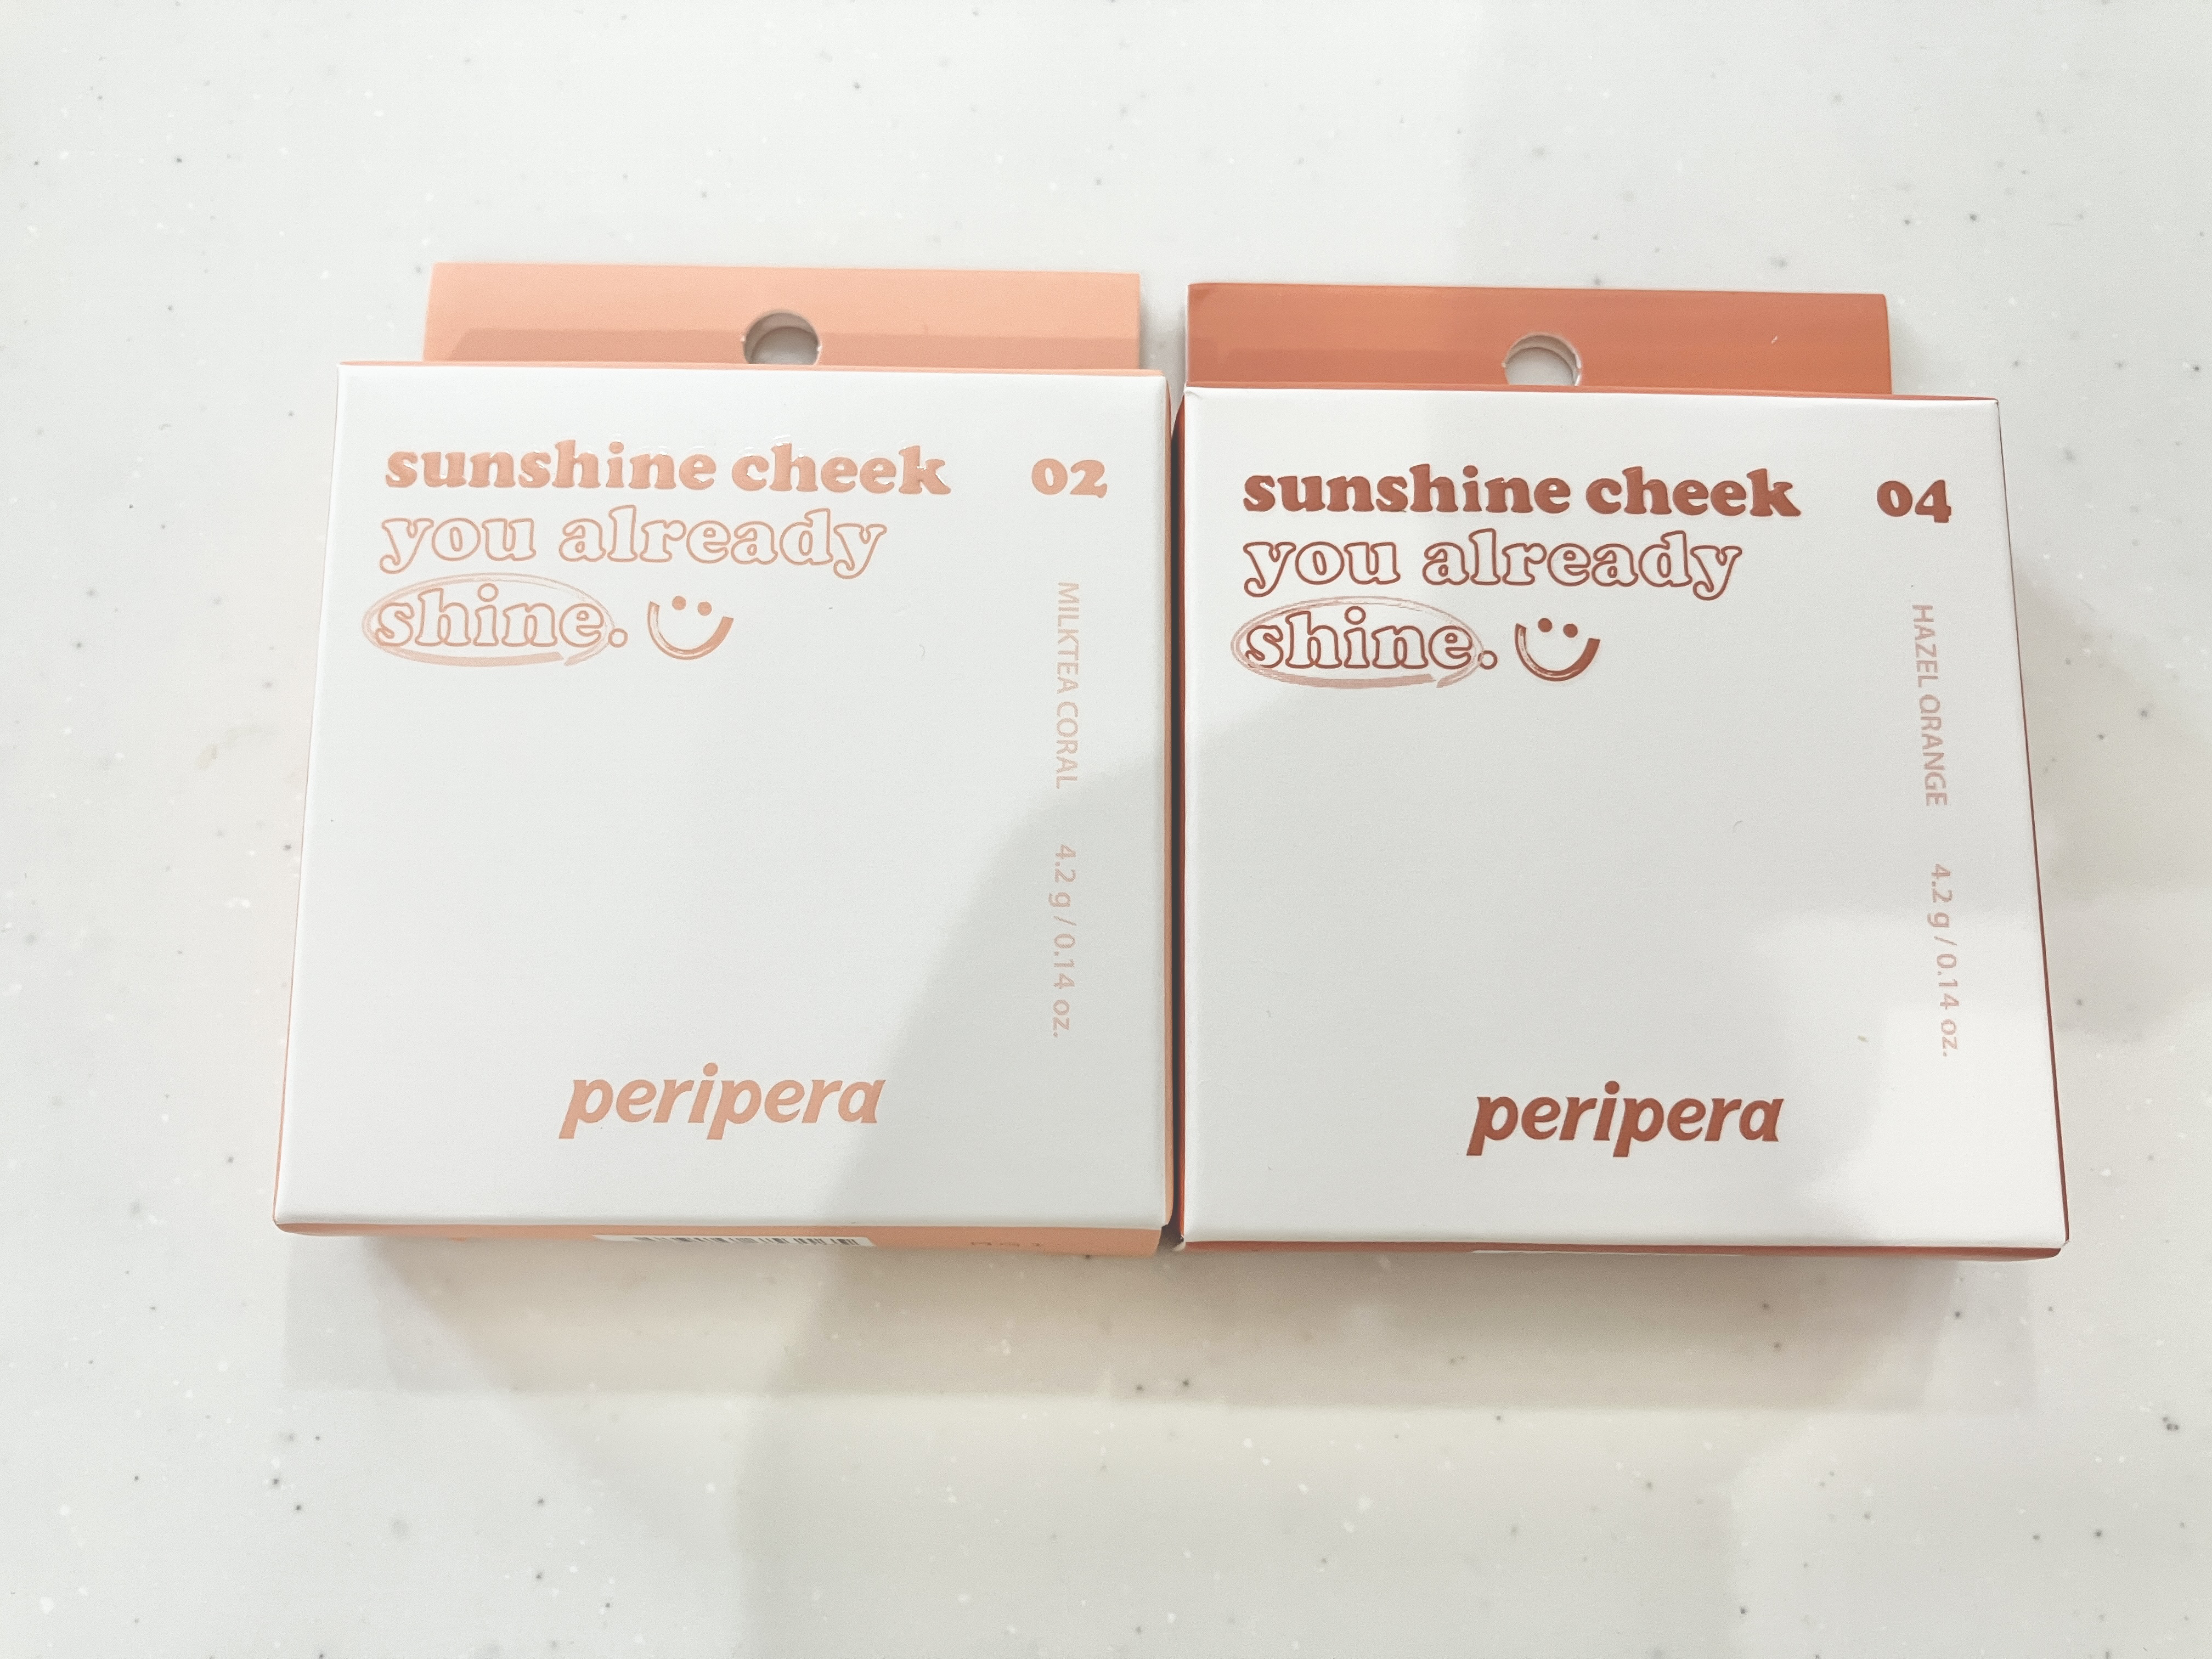 sunshine cheek 02
you already
shine.
MILKTEA CORAL 4.2 g / 0.14 oz.
peripera
sunshine cheek 04
you already
shine.
HAZEL ORANGE 4.2 g / 0.14 oz.
peripera